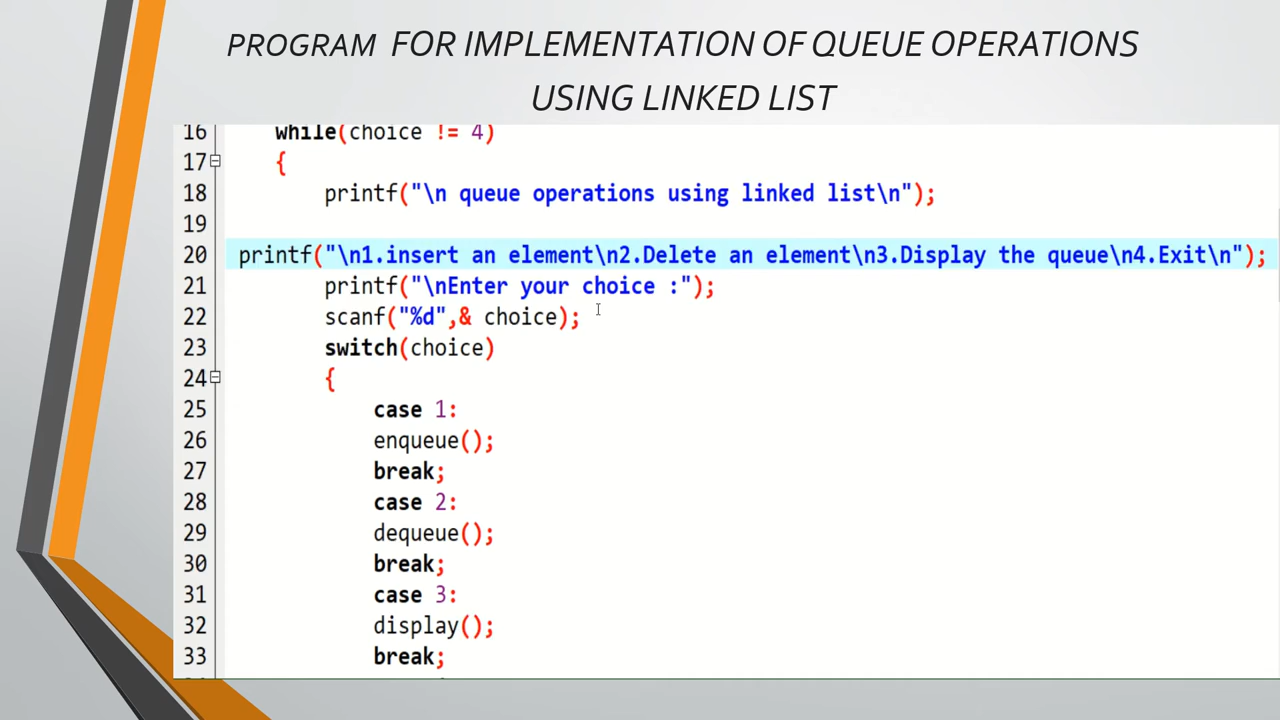 PROGRAM FOR IMPLEMENTATION OF QUEUE OPERATIONS
USING LINKED LIST
16 while(choice != 4)
17 {
18 printf("\n queue operations using linked list\n");
19
20 printf("\n1.insert an element\n2.Delete an element\n3.Display the queue\n4.Exit\n");
21 printf("\nEnter your choice :");
22 scanf("%d",& choice);
23 switch(choice)
24 {
25 case 1:
26 enqueue();
27 break;
28 case 2:
29 dequeue();
30 break;
31 case 3:
32 display();
33 break;